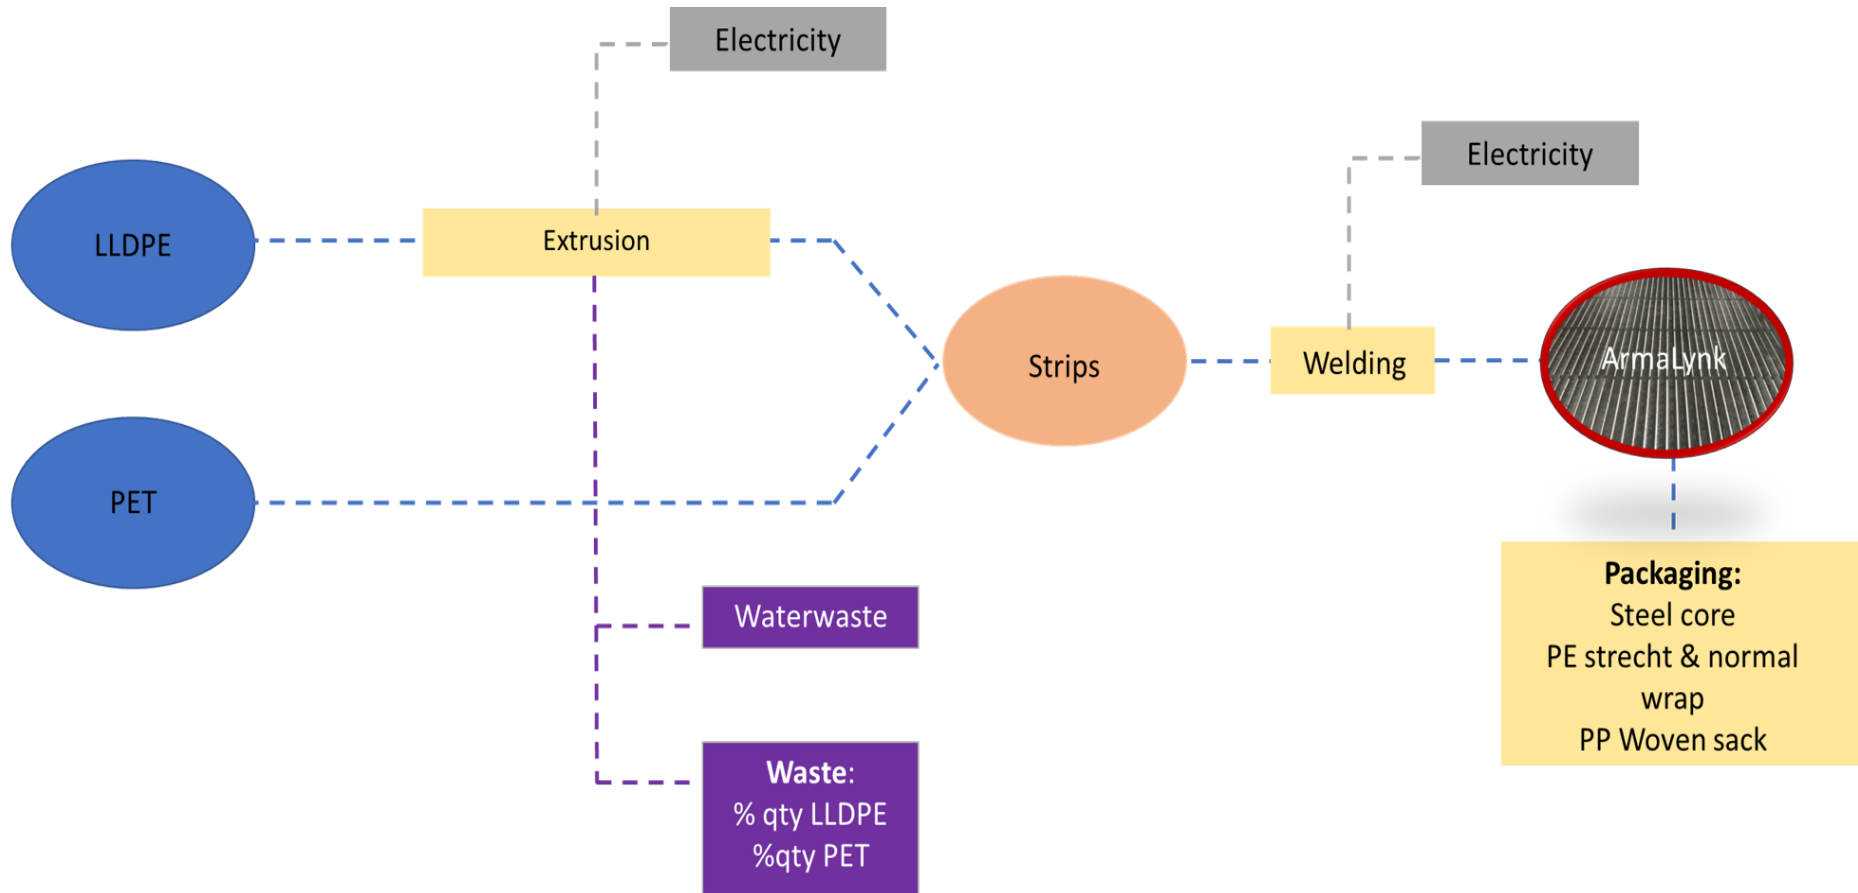 Electricity
Electricity
LLDPE
Extrusion
Strips
Welding
ArmaLynk
PET
Waterwaste
Waste:
% qty LLDPE
%qty PET
Packaging:
Steel core
PE strecht & normal
wrap
PP Woven sack